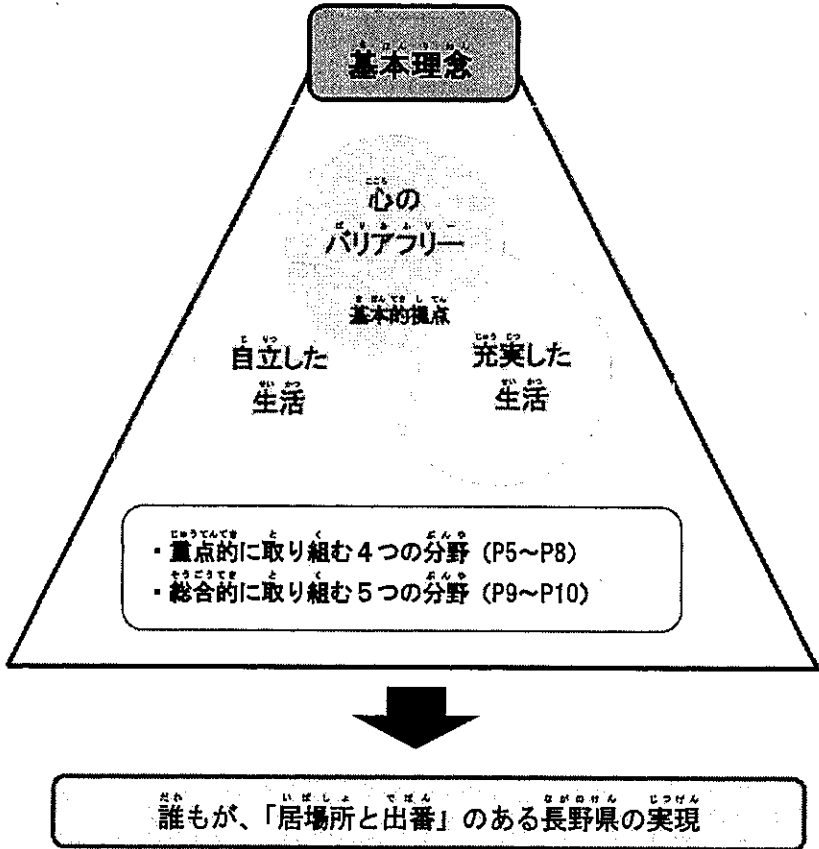 基本理念
心の
バリアフリー
基本的視点
自立した
生活
充実した
生活
・重点的に取り組む４つの分野（P5～P8）
・総合的に取り組む５つの分野（P9～P10）
誰もが、「居場所と出番」のある長野県の実現